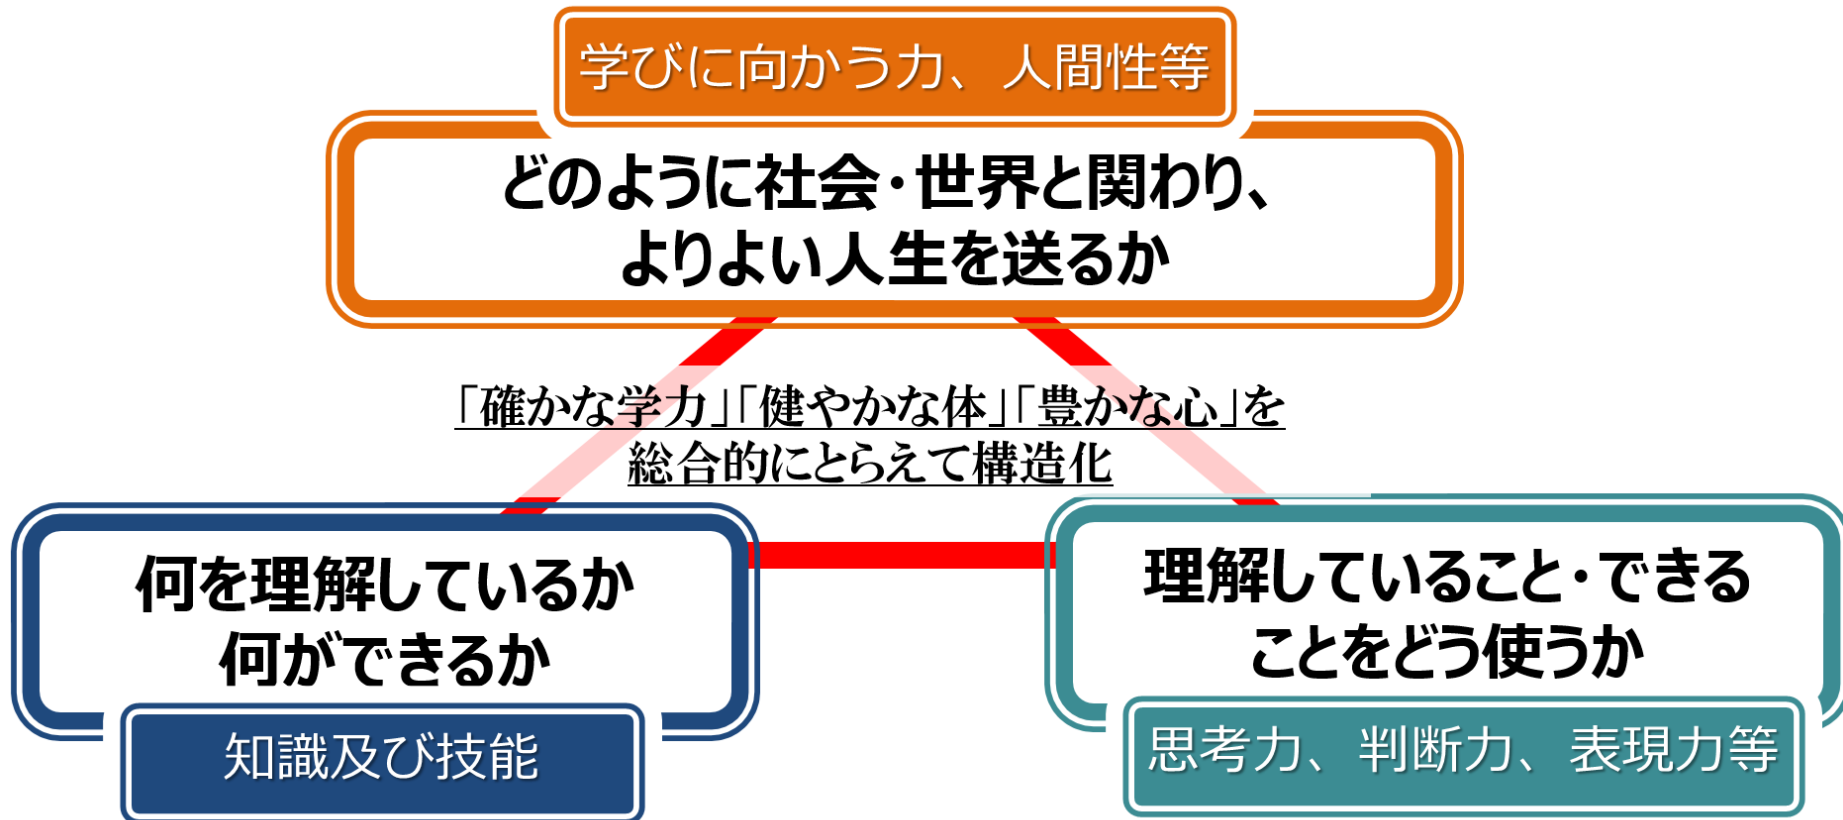 学びに向かう力、人間性等
どのように社会・世界と関わり、
よりよい人生を送るか
「確かな学力」「健やかな体」「豊かな心」を
総合的にとらえて構造化
何を理解しているか
何ができるか
知識及び技能
理解していること・できる
ことをどう使うか
思考力、判断力、表現力等